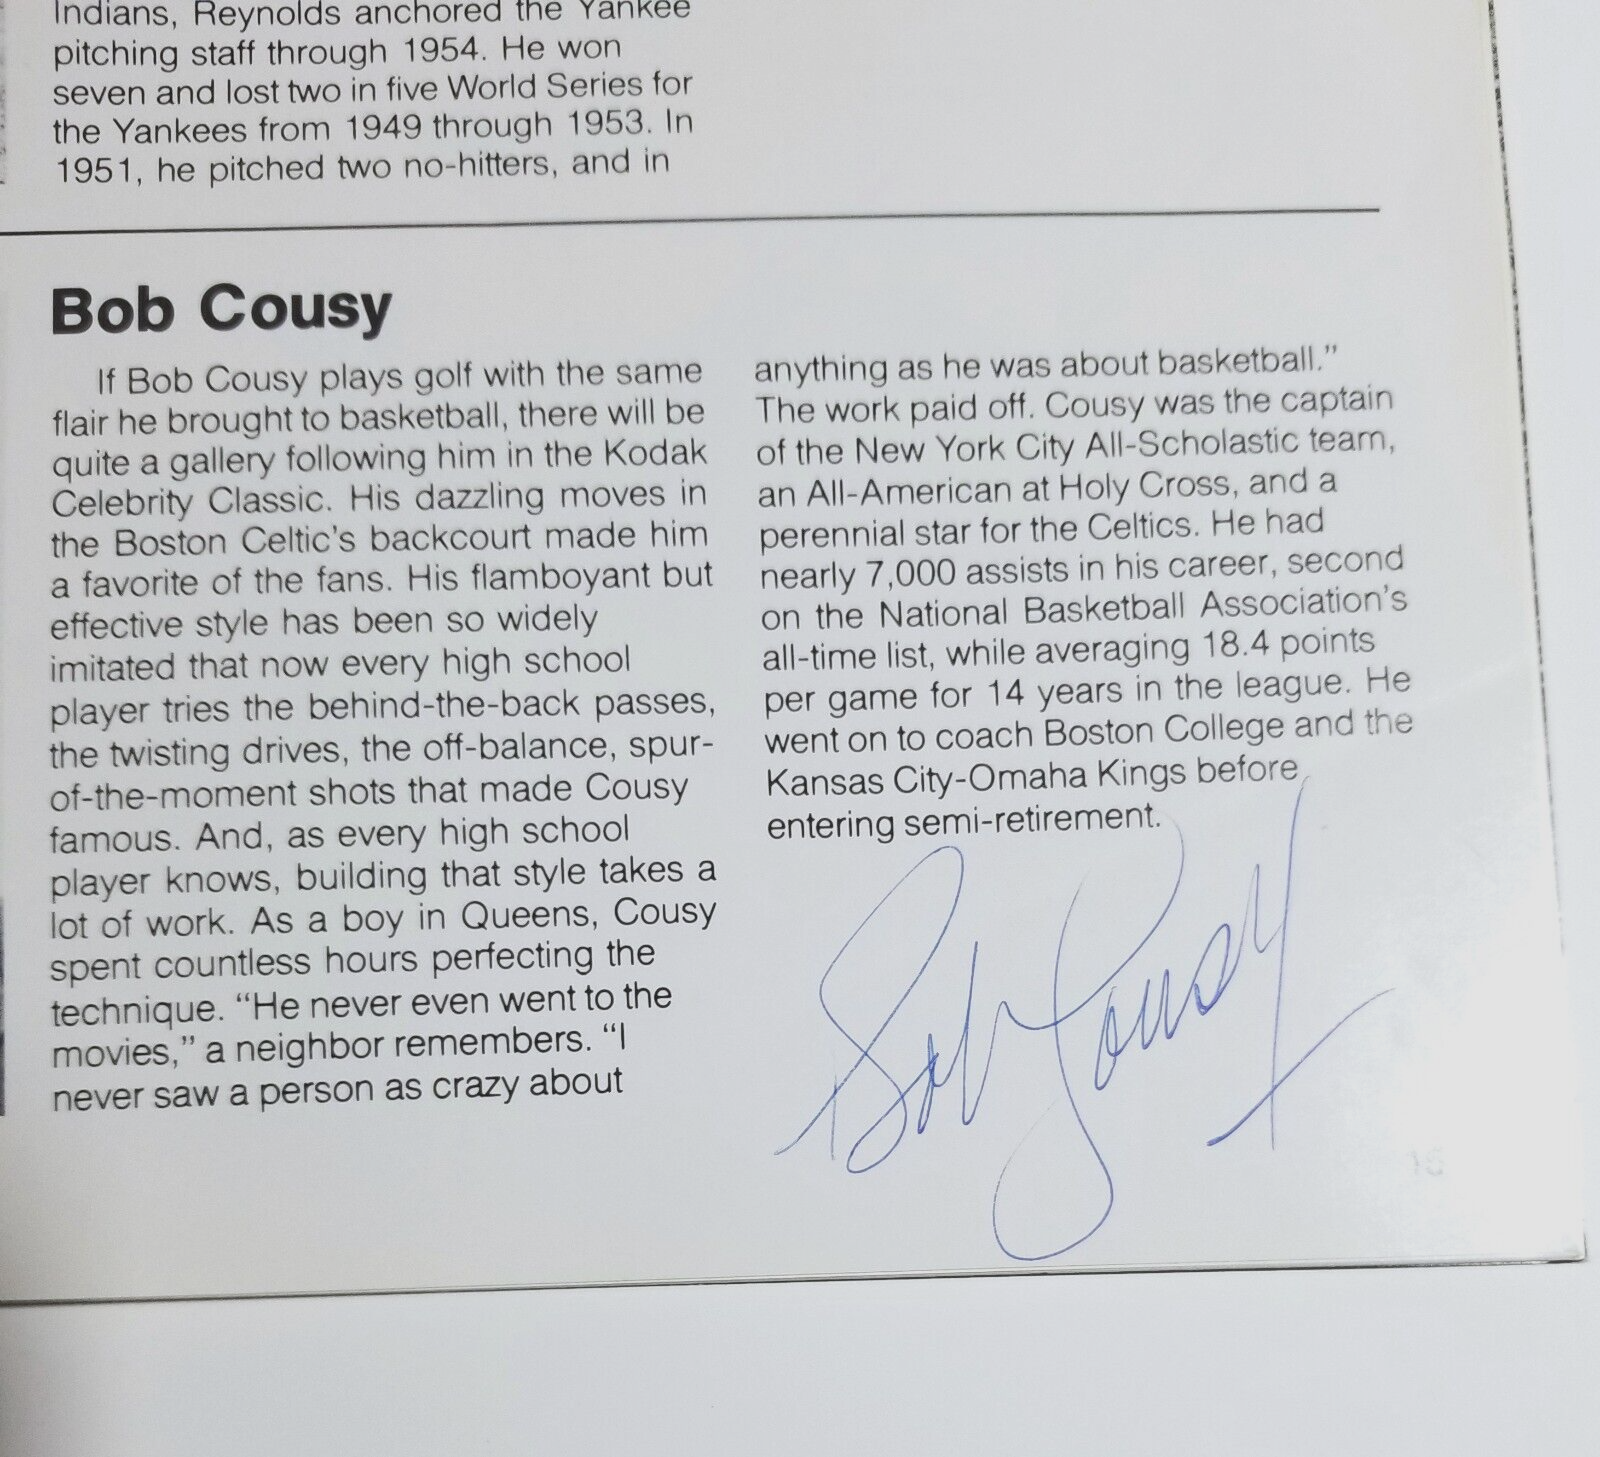 Indians, Reynolds anchored the Yankee
pitching staff through 1954. He won
seven and lost two in five World Series for
the Yankees from 1949 through 1953. In
1951, he pitched two no-hitters, and in
Bob Cousy
If Bob Cousy plays golf with the same
flair he brought to basketball, there will be
quite a gallery following him in the Kodak
Celebrity Classic. His dazzling moves in
the Boston Celtic's backcourt made him
a favorite of the fans. His flamboyant but
effective style has been so widely
imitated that now every high school
player tries the behind-the-back passes,
the twisting drives, the off-balance, spur-
of-the-moment shots that made Cousy
famous. And, as every high school
player knows, building that style takes a
lot of work. As a boy in Queens, Cousy
spent countless hours perfecting the
technique. “He never even went to the
movies,” a neighbor remembers. “I
never saw a person as crazy about
anything as he was about basketball.”
The work paid off. Cousy was the captain
of the New York City All-Scholastic team,
an All-American at Holy Cross, and a
perennial star for the Celtics. He had
nearly 7,000 assists in his career, second
on the National Basketball Association's
all-time list, while averaging 18.4 points
per game for 14 years in the league. He
went on to coach Boston College and the
Kansas City-Omaha Kings before
entering semi-retirement.
Bob Cousy